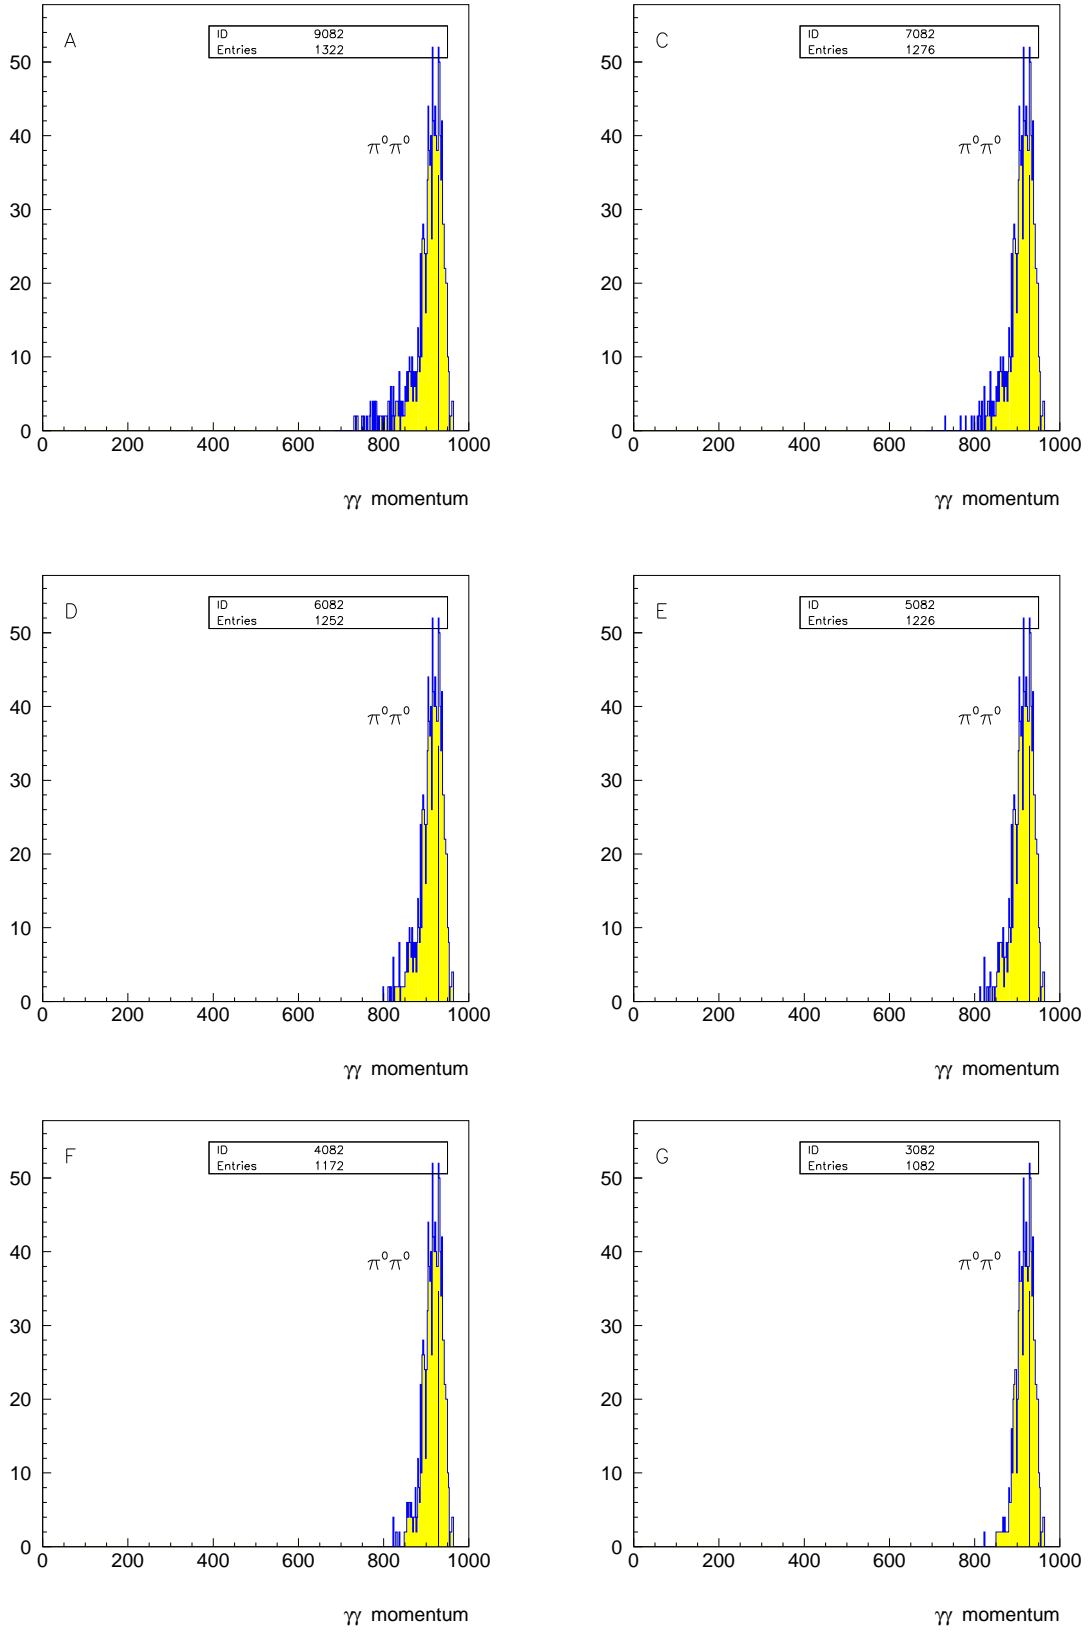 A
ID 9082
Entries 1322
π⁰π⁰
50
40
30
20
10
0
0 200 400 600 800 1000
γγ momentum
C
ID 7082
Entries 1276
π⁰π⁰
50
40
30
20
10
0
0 200 400 600 800 1000
γγ momentum
D
ID 6082
Entries 1252
π⁰π⁰
50
40
30
20
10
0
0 200 400 600 800 1000
γγ momentum
E
ID 5082
Entries 1226
π⁰π⁰
50
40
30
20
10
0
0 200 400 600 800 1000
γγ momentum
F
ID 4082
Entries 1172
π⁰π⁰
50
40
30
20
10
0
0 200 400 600 800 1000
γγ momentum
G
ID 3082
Entries 1082
π⁰π⁰
50
40
30
20
10
0
0 200 400 600 800 1000
γγ momentum